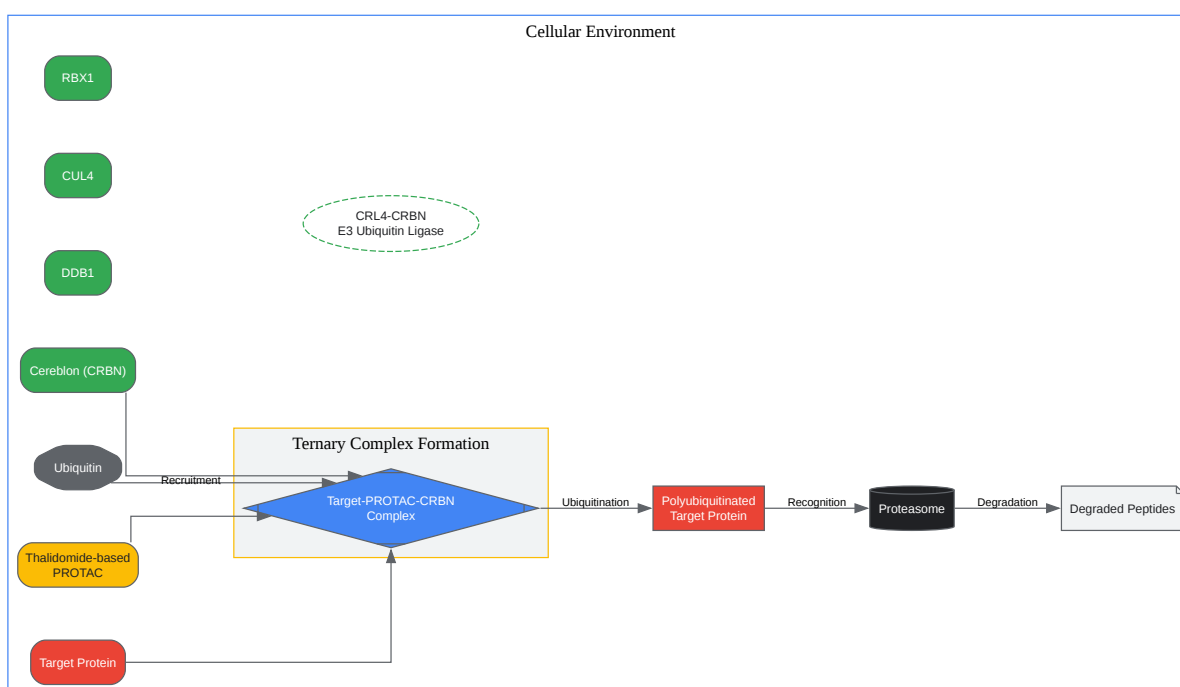 Cellular Environment
RBX1
CUL4
CRL4-CRBN
E3 Ubiquitin Ligase
DDB1
Cereblon (CRBN)
Ternary Complex Formation
Ubiquitin
Recruitment
Target-PROTAC-CRBN
Complex
Ubiquitination
Polyubiquitinated
Target Protein
Recognition
Proteasome
Degradation
Degraded Peptides
Thalidomide-based
PROTAC
Target Protein